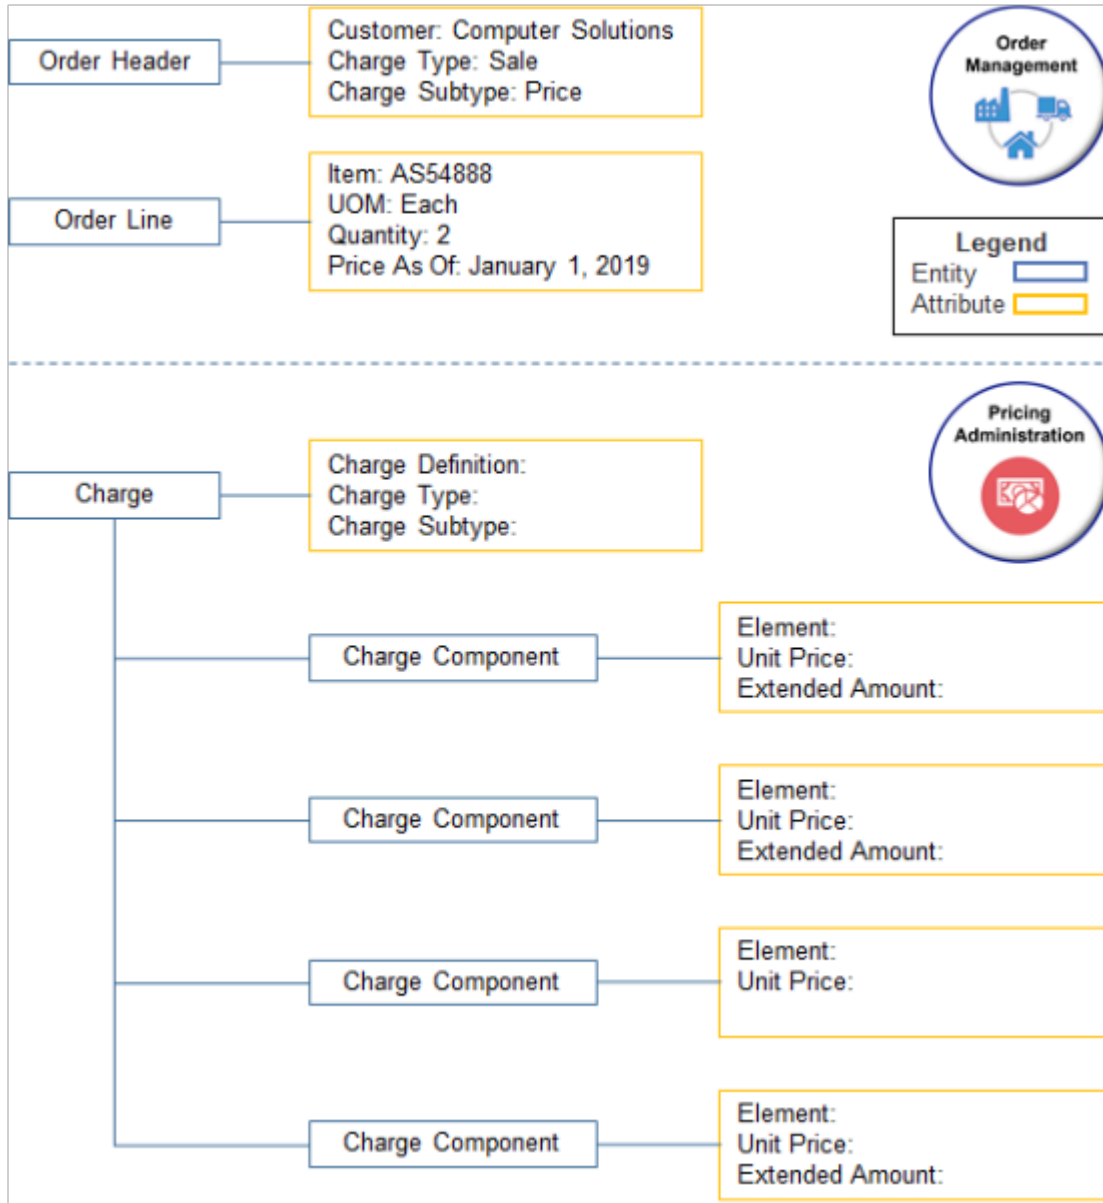 Order Header
Customer: Computer Solutions
Charge Type: Sale
Charge Subtype: Price
Order
Management
Order Line
Item: AS54888
UOM: Each
Quantity: 2
Price As Of: January 1, 2019
Legend
Entity
Attribute
Pricing
Administration
Charge
Charge Definition:
Charge Type:
Charge Subtype:
Charge Component
Element:
Unit Price:
Extended Amount:
Charge Component
Element:
Unit Price:
Extended Amount:
Charge Component
Element:
Unit Price:
Charge Component
Element:
Unit Price:
Extended Amount: